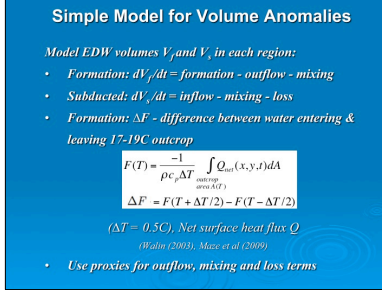 Simple Model for Volume Anomalies
Model EDW volumes V_f and V_s in each region:
• Formation: dV_f/dt = formation - outflow - mixing
• Subducted: dV_s/dt = inflow - mixing - loss
• Formation: ΔF - difference between water entering &
leaving 17-19C outcrop
F(T) = -1 / (ρ c_p ΔT) ∫ Q_net (x, y, t) dA
outcrop
area A(T)
ΔF = F(T + ΔT / 2) – F(T – ΔT / 2)
(ΔT = 0.5C), Net surface heat flux Q
(Walin (2003), Maze et al (2009)
• Use proxies for outflow, mixing and loss terms